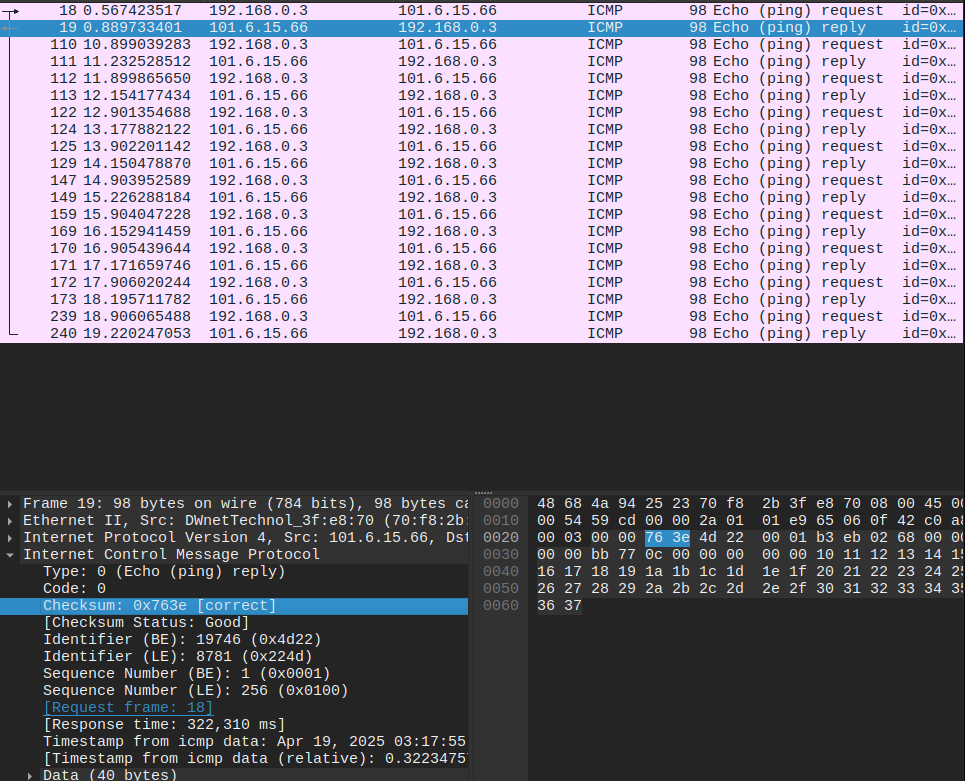 18 0.567423517 192.168.0.3 101.6.15.66 ICMP 98 Echo (ping) request id=0x…
19 0.889733401 101.6.15.66 192.168.0.3 ICMP 98 Echo (ping) reply id=0x…
110 10.899039283 192.168.0.3 101.6.15.66 ICMP 98 Echo (ping) request id=0x…
111 11.232528512 101.6.15.66 192.168.0.3 ICMP 98 Echo (ping) reply id=0x…
112 11.899865650 192.168.0.3 101.6.15.66 ICMP 98 Echo (ping) request id=0x…
113 12.154177434 101.6.15.66 192.168.0.3 ICMP 98 Echo (ping) reply id=0x…
122 12.901354688 192.168.0.3 101.6.15.66 ICMP 98 Echo (ping) request id=0x…
124 13.177882122 101.6.15.66 192.168.0.3 ICMP 98 Echo (ping) reply id=0x…
125 13.902201142 192.168.0.3 101.6.15.66 ICMP 98 Echo (ping) request id=0x…
129 14.150478870 101.6.15.66 192.168.0.3 ICMP 98 Echo (ping) reply id=0x…
147 14.903952589 192.168.0.3 101.6.15.66 ICMP 98 Echo (ping) request id=0x…
149 15.226288184 101.6.15.66 192.168.0.3 ICMP 98 Echo (ping) reply id=0x…
159 15.904047228 192.168.0.3 101.6.15.66 ICMP 98 Echo (ping) request id=0x…
169 16.152941459 101.6.15.66 192.168.0.3 ICMP 98 Echo (ping) reply id=0x…
170 16.905439644 192.168.0.3 101.6.15.66 ICMP 98 Echo (ping) request id=0x…
171 17.171659746 101.6.15.66 192.168.0.3 ICMP 98 Echo (ping) reply id=0x…
172 17.906020244 192.168.0.3 101.6.15.66 ICMP 98 Echo (ping) request id=0x…
173 18.195711782 101.6.15.66 192.168.0.3 ICMP 98 Echo (ping) reply id=0x…
239 18.906065488 192.168.0.3 101.6.15.66 ICMP 98 Echo (ping) request id=0x…
240 19.220247053 101.6.15.66 192.168.0.3 ICMP 98 Echo (ping) reply id=0x…
Frame 19: 98 bytes on wire (784 bits), 98 bytes ca
Ethernet II, Src: DWnetTechnol_3f:e8:70 (70:f8:2b:
Internet Protocol Version 4, Src: 101.6.15.66, Dst
Internet Control Message Protocol
Type: 0 (Echo (ping) reply)
Code: 0
Checksum: 0x763e [correct]
[Checksum Status: Good]
Identifier (BE): 19746 (0x4d22)
Identifier (LE): 8781 (0x224d)
Sequence Number (BE): 1 (0x0001)
Sequence Number (LE): 256 (0x0100)
[Request frame: 18]
[Response time: 322,310 ms]
Timestamp from icmp data: Apr 19, 2025 03:17:55
[Timestamp from icmp data (relative): 0.3223475
Data (40 bytes)
0000 48 68 4a 94 25 23 70 f8 2b 3f e8 70 08 00 45 00
0010 00 54 59 cd 00 00 2a 01 01 e9 65 06 0f 42 c0 a8
0020 00 03 00 00 76 3e 4d 22 00 01 b3 eb 02 68 00 00
0030 00 00 bb 77 0c 00 00 00 00 00 10 11 12 13 14 15
0040 16 17 18 19 1a 1b 1c 1d 1e 1f 20 21 22 23 24 25
0050 26 27 28 29 2a 2b 2c 2d 2e 2f 30 31 32 33 34 35
0060 36 37